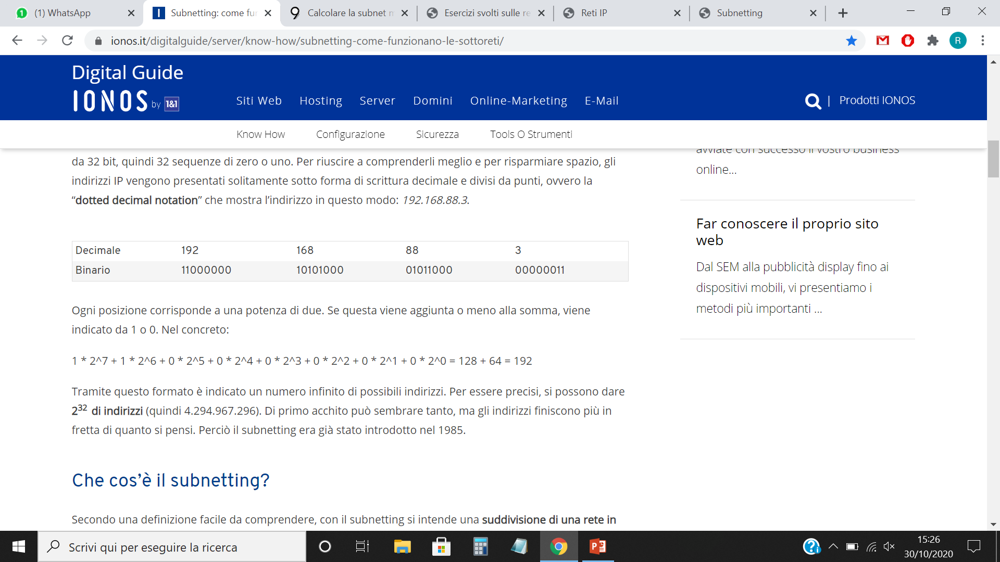 (1) WhatsApp
Subnetting: come fu
Calcolare la subnet
Esercizi svolti sulle re
Reti IP
Subnetting
ionos.it/digitalguide/server/know-how/subnetting-come-funzionano-le-sottoreti/
R
Digital Guide
IONOS by 1&1
Siti Web Hosting Server Domini Online-Marketing E-Mail
| Prodotti IONOS
Know How Configurazione Sicurezza Tools O Strumenti
da 32 bit, quindi 32 sequenze di zero o uno. Per riuscire a comprenderli meglio e per risparmiare spazio, gli
indirizzi IP vengono presentati solitamente sotto forma di scrittura decimale e divisi da punti, ovvero la
“dotted decimal notation” che mostra l’indirizzo in questo modo: 192.168.88.3.
Decimale 192 168 88 3
Binario 11000000 10101000 01011000 00000011
Ogni posizione corrisponde a una potenza di due. Se questa viene aggiunta o meno alla somma, viene
indicato da 1 o 0. Nel concreto:
1 * 2^7 + 1 * 2^6 + 0 * 2^5 + 0 * 2^4 + 0 * 2^3 + 0 * 2^2 + 0 * 2^1 + 0 * 2^0 = 128 + 64 = 192
Tramite questo formato è indicato un numero infinito di possibili indirizzi. Per essere precisi, si possono dare
2³² di indirizzi (quindi 4.294.967.296). Di primo acchito può sembrare tanto, ma gli indirizzi finiscono più in
fretta di quanto si pensi. Perciò il subnetting era già stato introdotto nel 1985.
Che cos’è il subnetting?
Secondo una definizione facile da comprendere, con il subnetting si intende una suddivisione di una rete in
avviate con successo il vostro business
online...
Far conoscere il proprio sito
web
Dal SEM alla pubblicità display fino ai
dispositivi mobili, vi presentiamo i
metodi più importanti ...
Scrivi qui per eseguire la ricerca
15:26
30/10/2020